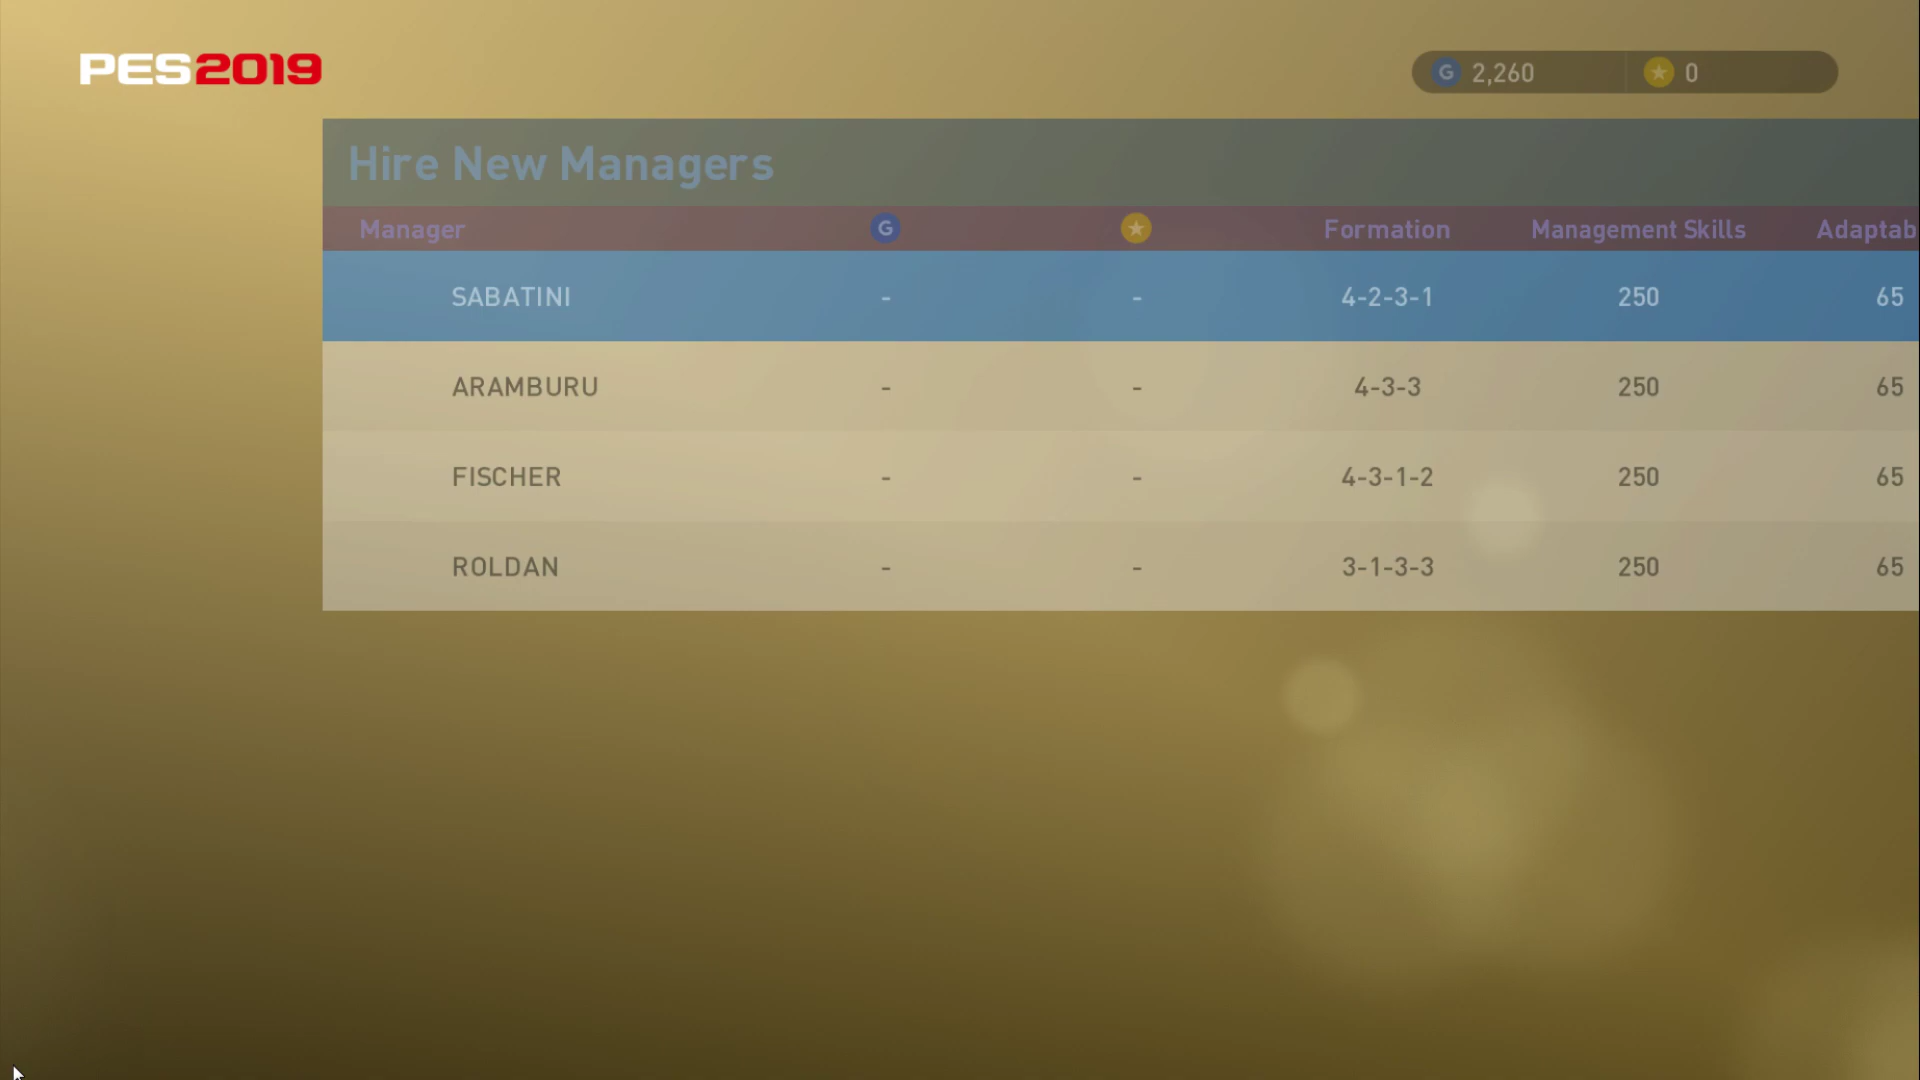 PES2019
G 2,260 ★ 0
Hire New Managers
Manager G ★ Formation Management Skills Adaptab
SABATINI - - 4-2-3-1 250 65
ARAMBURU - - 4-3-3 250 65
FISCHER - - 4-3-1-2 250 65
ROLDAN - - 3-1-3-3 250 65